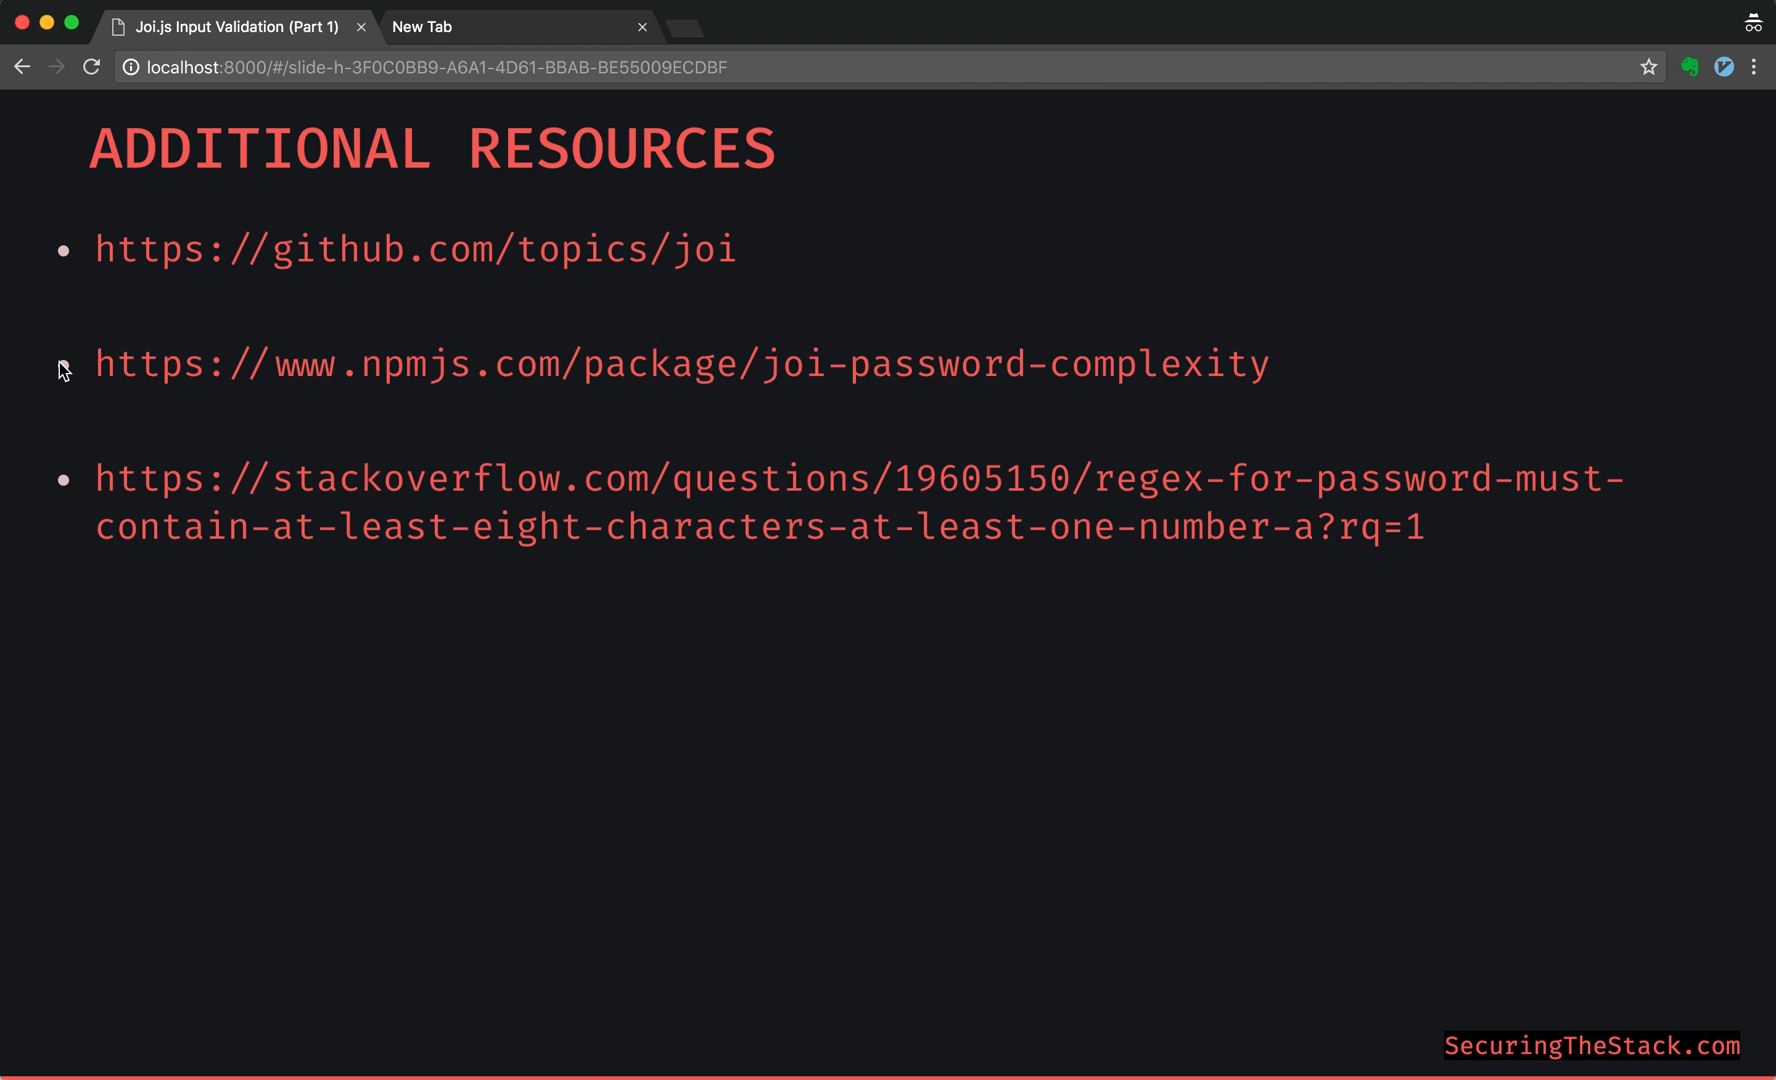 Joi.js Input Validation (Part 1)
New Tab
localhost:8000/#/slide-h-3F0C0BB9-A6A1-4D61-BBAB-BE55009ECDBF
ADDITIONAL RESOURCES
https://github.com/topics/joi
https://www.npmjs.com/package/joi-password-complexity
https://stackoverflow.com/questions/19605150/regex-for-password-must-
contain-at-least-eight-characters-at-least-one-number-a?rq=1
SecuringTheStack.com